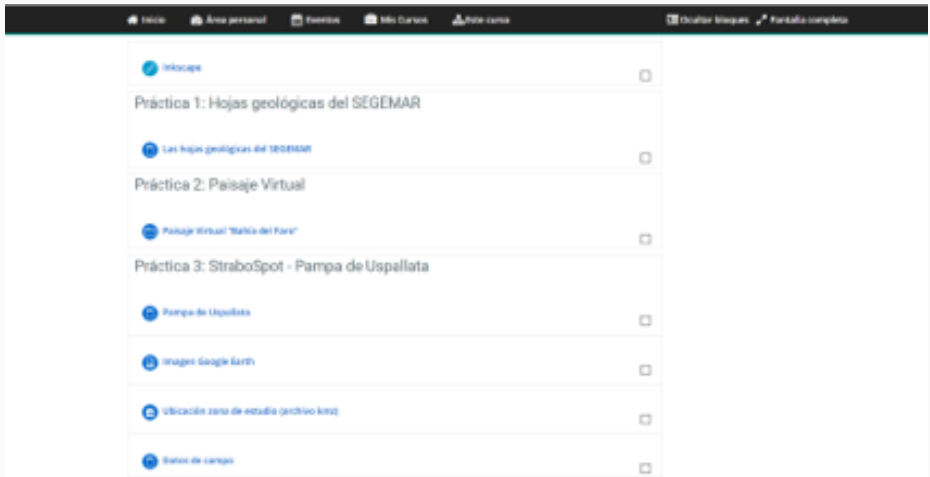 Inicio Área personal Eventos Mis Cursos Este curso Ocultar bloques Pantalla completa
Inkscape
Práctica 1: Hojas geológicas del SEGEMAR
Las hojas geológicas del SEGEMAR
Práctica 2: Paisaje Virtual
Paisaje Virtual "Bahía del Faro"
Práctica 3: StraboSpot - Pampa de Uspallata
Pampa de Uspallata
Imagen Google Earth
Ubicación zona de estudio (archivo kmz)
Datos de campo